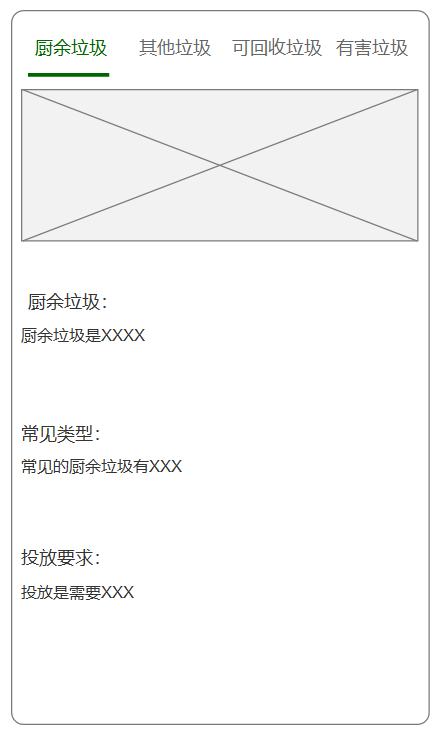 厨余垃圾 其他垃圾 可回收垃圾 有害垃圾
厨余垃圾：
厨余垃圾是XXXX
常见类型：
常见的厨余垃圾有XXX
投放要求：
投放是需要XXX